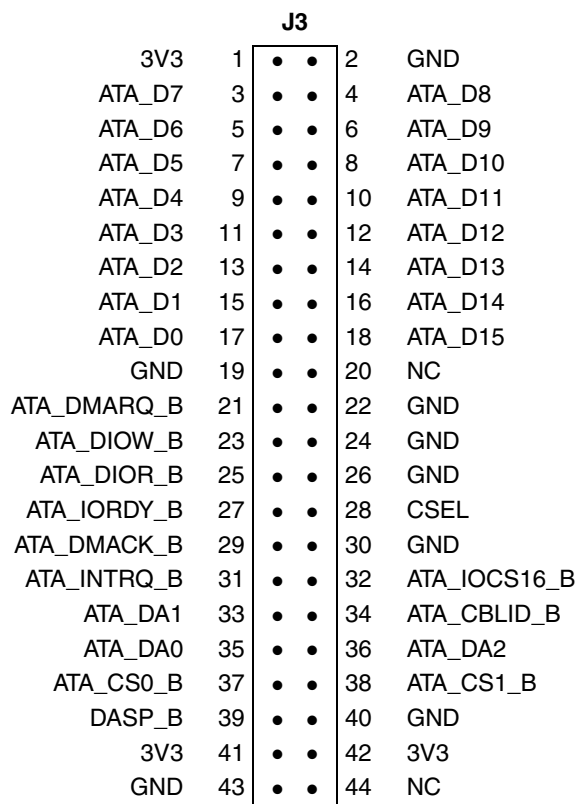 J3
3V3 1 2 GND
ATA_D7 3 4 ATA_D8
ATA_D6 5 6 ATA_D9
ATA_D5 7 8 ATA_D10
ATA_D4 9 10 ATA_D11
ATA_D3 11 12 ATA_D12
ATA_D2 13 14 ATA_D13
ATA_D1 15 16 ATA_D14
ATA_D0 17 18 ATA_D15
GND 19 20 NC
ATA_DMARQ_B 21 22 GND
ATA_DIOW_B 23 24 GND
ATA_DIOR_B 25 26 GND
ATA_IORDY_B 27 28 CSEL
ATA_DMACK_B 29 30 GND
ATA_INTRQ_B 31 32 ATA_IOCS16_B
ATA_DA1 33 34 ATA_CBLID_B
ATA_DA0 35 36 ATA_DA2
ATA_CS0_B 37 38 ATA_CS1_B
DASP_B 39 40 GND
3V3 41 42 3V3
GND 43 44 NC